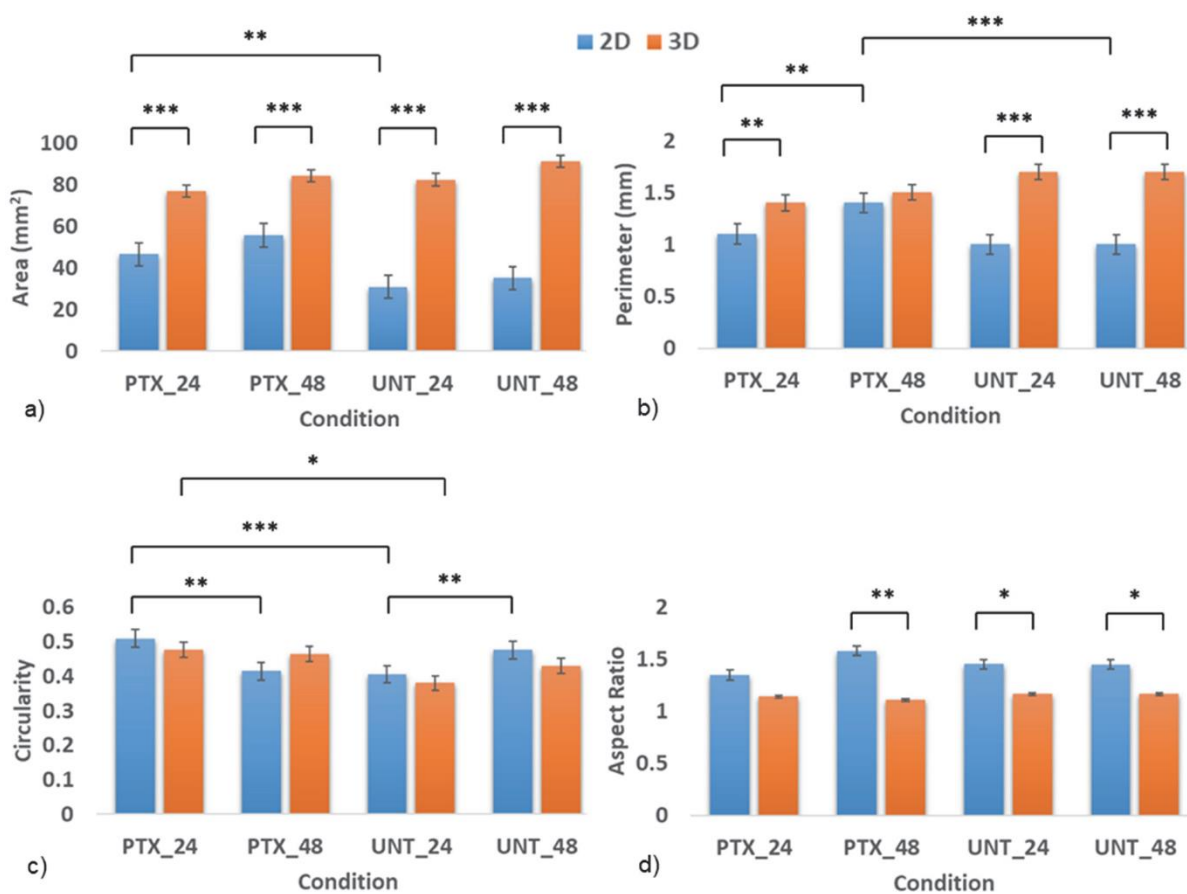 2D 3D
**
***
***
***
***
Area (mm²)
100
80
60
40
20
0
PTX_24 PTX_48 UNT_24 UNT_48
Condition
a)
***
**
**
***
***
Perimeter (mm)
2
1.5
1
0.5
0
PTX_24 PTX_48 UNT_24 UNT_48
Condition
b)
*
***
**
**
Circularity
0.6
0.5
0.4
0.3
0.2
0.1
0
PTX_24 PTX_48 UNT_24 UNT_48
Condition
c)
**
*
*
Aspect Ratio
2
1.5
1
0.5
0
PTX_24 PTX_48 UNT_24 UNT_48
Condition
d)